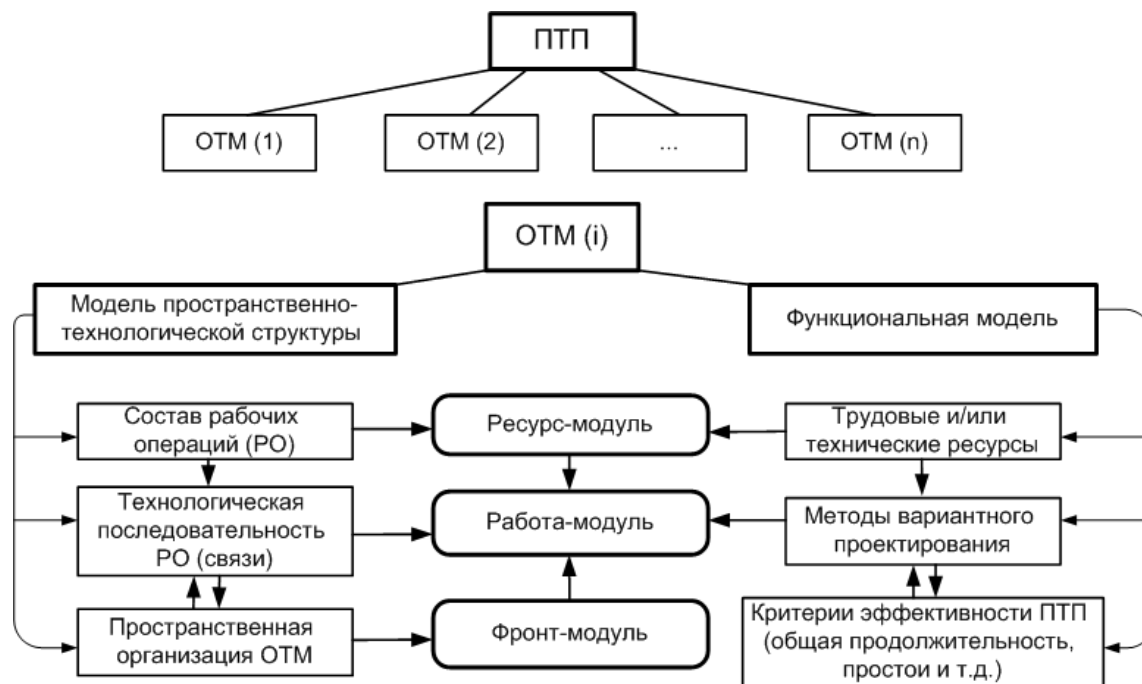 ПТП
ОТМ (1)
ОТМ (2)
...
ОТМ (n)
ОТМ (i)
Модель пространственно-
технологической структуры
Функциональная модель
Состав рабочих
операций (РО)
Ресурс-модуль
Трудовые и/или
технические ресурсы
Технологическая
последовательность
РО (связи)
Работа-модуль
Методы вариантного
проектирования
Пространственная
организация ОТМ
Фронт-модуль
Критерии эффективности ПТП
(общая продолжительность,
простои и т.д.)